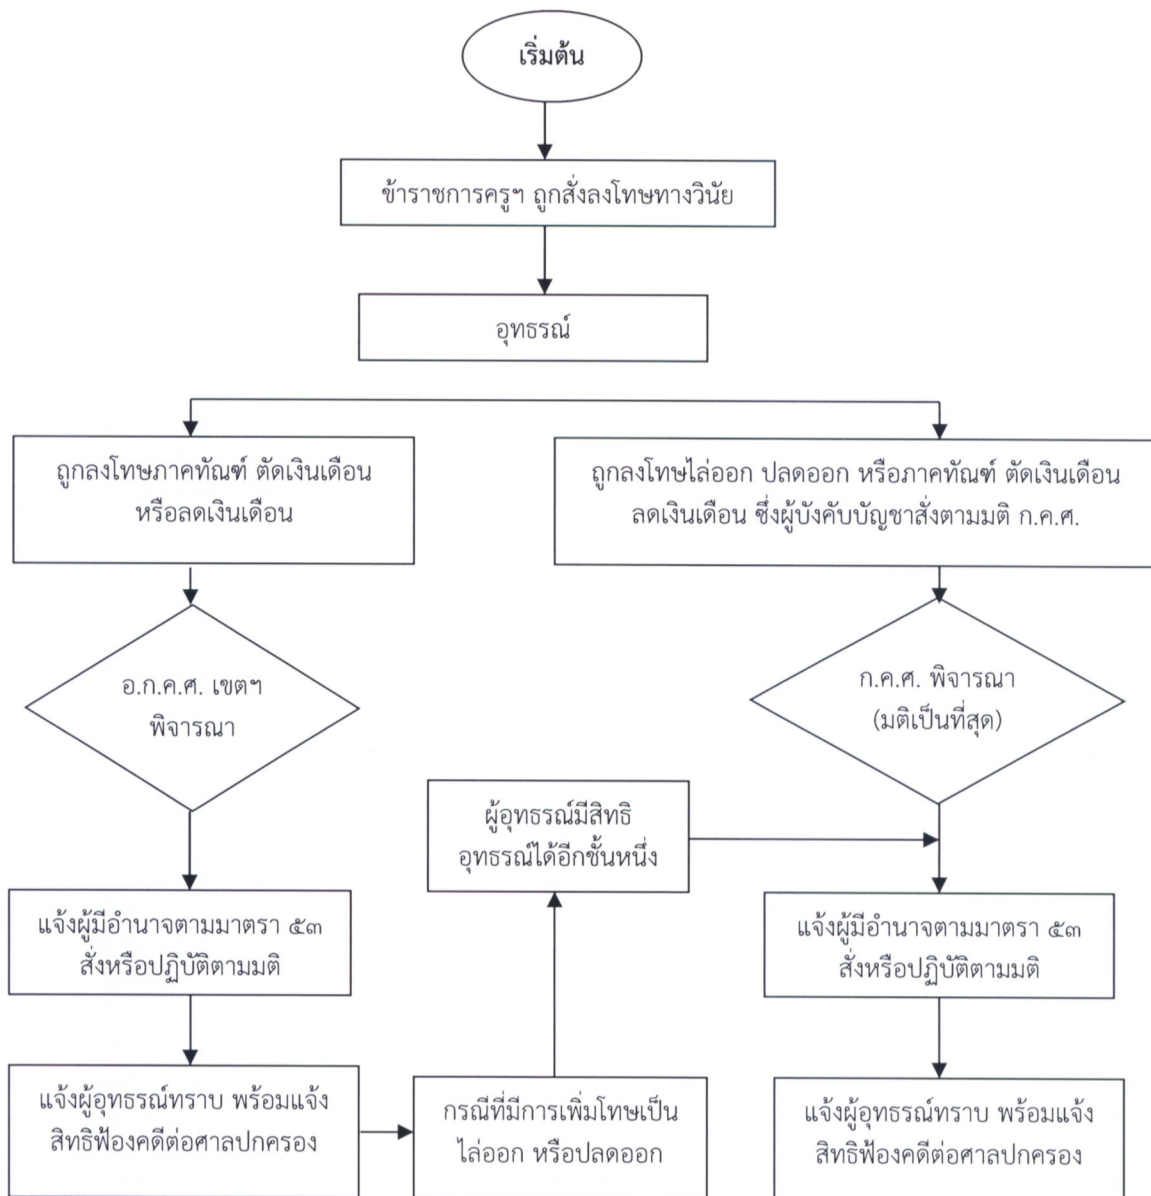 เริ่มต้น
ข้าราชการครูฯ ถูกสั่งลงโทษทางวินัย
อุทธรณ์
ถูกลงโทษภาคทัณฑ์ ตัดเงินเดือน
หรือลดเงินเดือน
ถูกลงโทษไล่ออก ปลดออก หรือภาคทัณฑ์ ตัดเงินเดือน
ลดเงินเดือน ซึ่งผู้บังคับบัญชาสั่งตามมติ ก.ค.ศ.
อ.ก.ค.ศ. เขตฯ
พิจารณา
ก.ค.ศ. พิจารณา
(มติเป็นที่สุด)
ผู้อุทธรณ์มีสิทธิ
อุทธรณ์ได้อีกชั้นหนึ่ง
แจ้งผู้มีอำนาจตามมาตรา ๕๓
สั่งหรือปฏิบัติตามมติ
แจ้งผู้มีอำนาจตามมาตรา ๕๓
สั่งหรือปฏิบัติตามมติ
แจ้งผู้อุทธรณ์ทราบ พร้อมแจ้ง
สิทธิฟ้องคดีต่อศาลปกครอง
กรณีที่มีการเพิ่มโทษเป็น
ไล่ออก หรือปลดออก
แจ้งผู้อุทธรณ์ทราบ พร้อมแจ้ง
สิทธิฟ้องคดีต่อศาลปกครอง